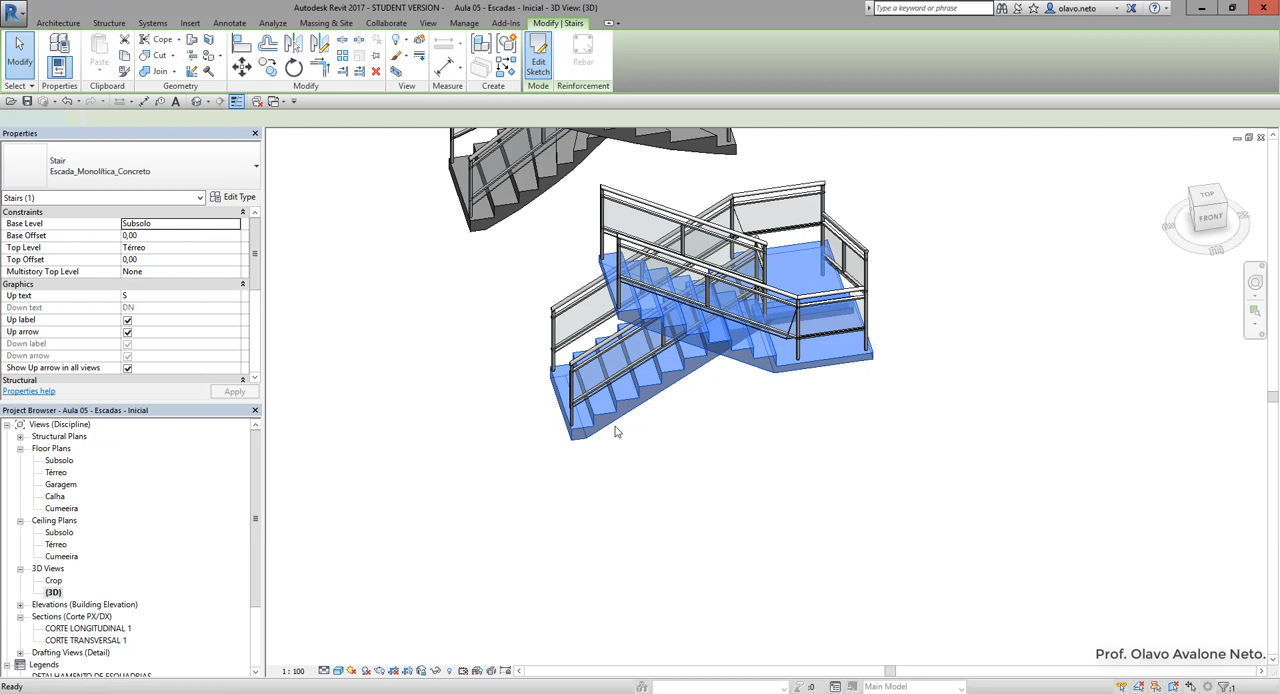 Autodesk Revit 2017 - STUDENT VERSION - Aula 05 - Escadas - Inicial - 3D View: {3D}
Type a keyword or phrase
olavo.neto
Architecture Structure Systems Insert Annotate Analyze Massing & Site Collaborate View Manage Add-Ins Modify | Stairs
Modify
Paste
Cope
Cut
Join
Edit
Sketch
Rebar
Select Properties Clipboard Geometry Modify View Measure Create Mode Reinforcement
Properties
Stair
Escada_Monolítica_Concreto
Stairs (1)
Edit Type
Constraints
Base Level Subsolo
Base Offset 0,00
Top Level Térreo
Top Offset 0,00
Multistory Top Level None
Graphics
Up text S
Down text DN
Up label
Up arrow
Down label
Down arrow
Show Up arrow in all views
Structural
Properties help
Apply
Project Browser - Aula 05 - Escadas - Inicial
Views (Discipline)
Structural Plans
Floor Plans
Subsolo
Térreo
Garagem
Calha
Cumeeira
Ceiling Plans
Subsolo
Térreo
Cumeeira
3D Views
Crop
{3D}
Elevations (Building Elevation)
Sections (Corte PX/DX)
CORTE LONGITUDINAL 1
CORTE TRANSVERSAL 1
Drafting Views (Detail)
Legends
DETALHAMENTO DE ESQUADRIAS
TOP
FRONT
Prof. Olavo Avalone Neto.
1 : 100
Ready
:0
Main Model
:1